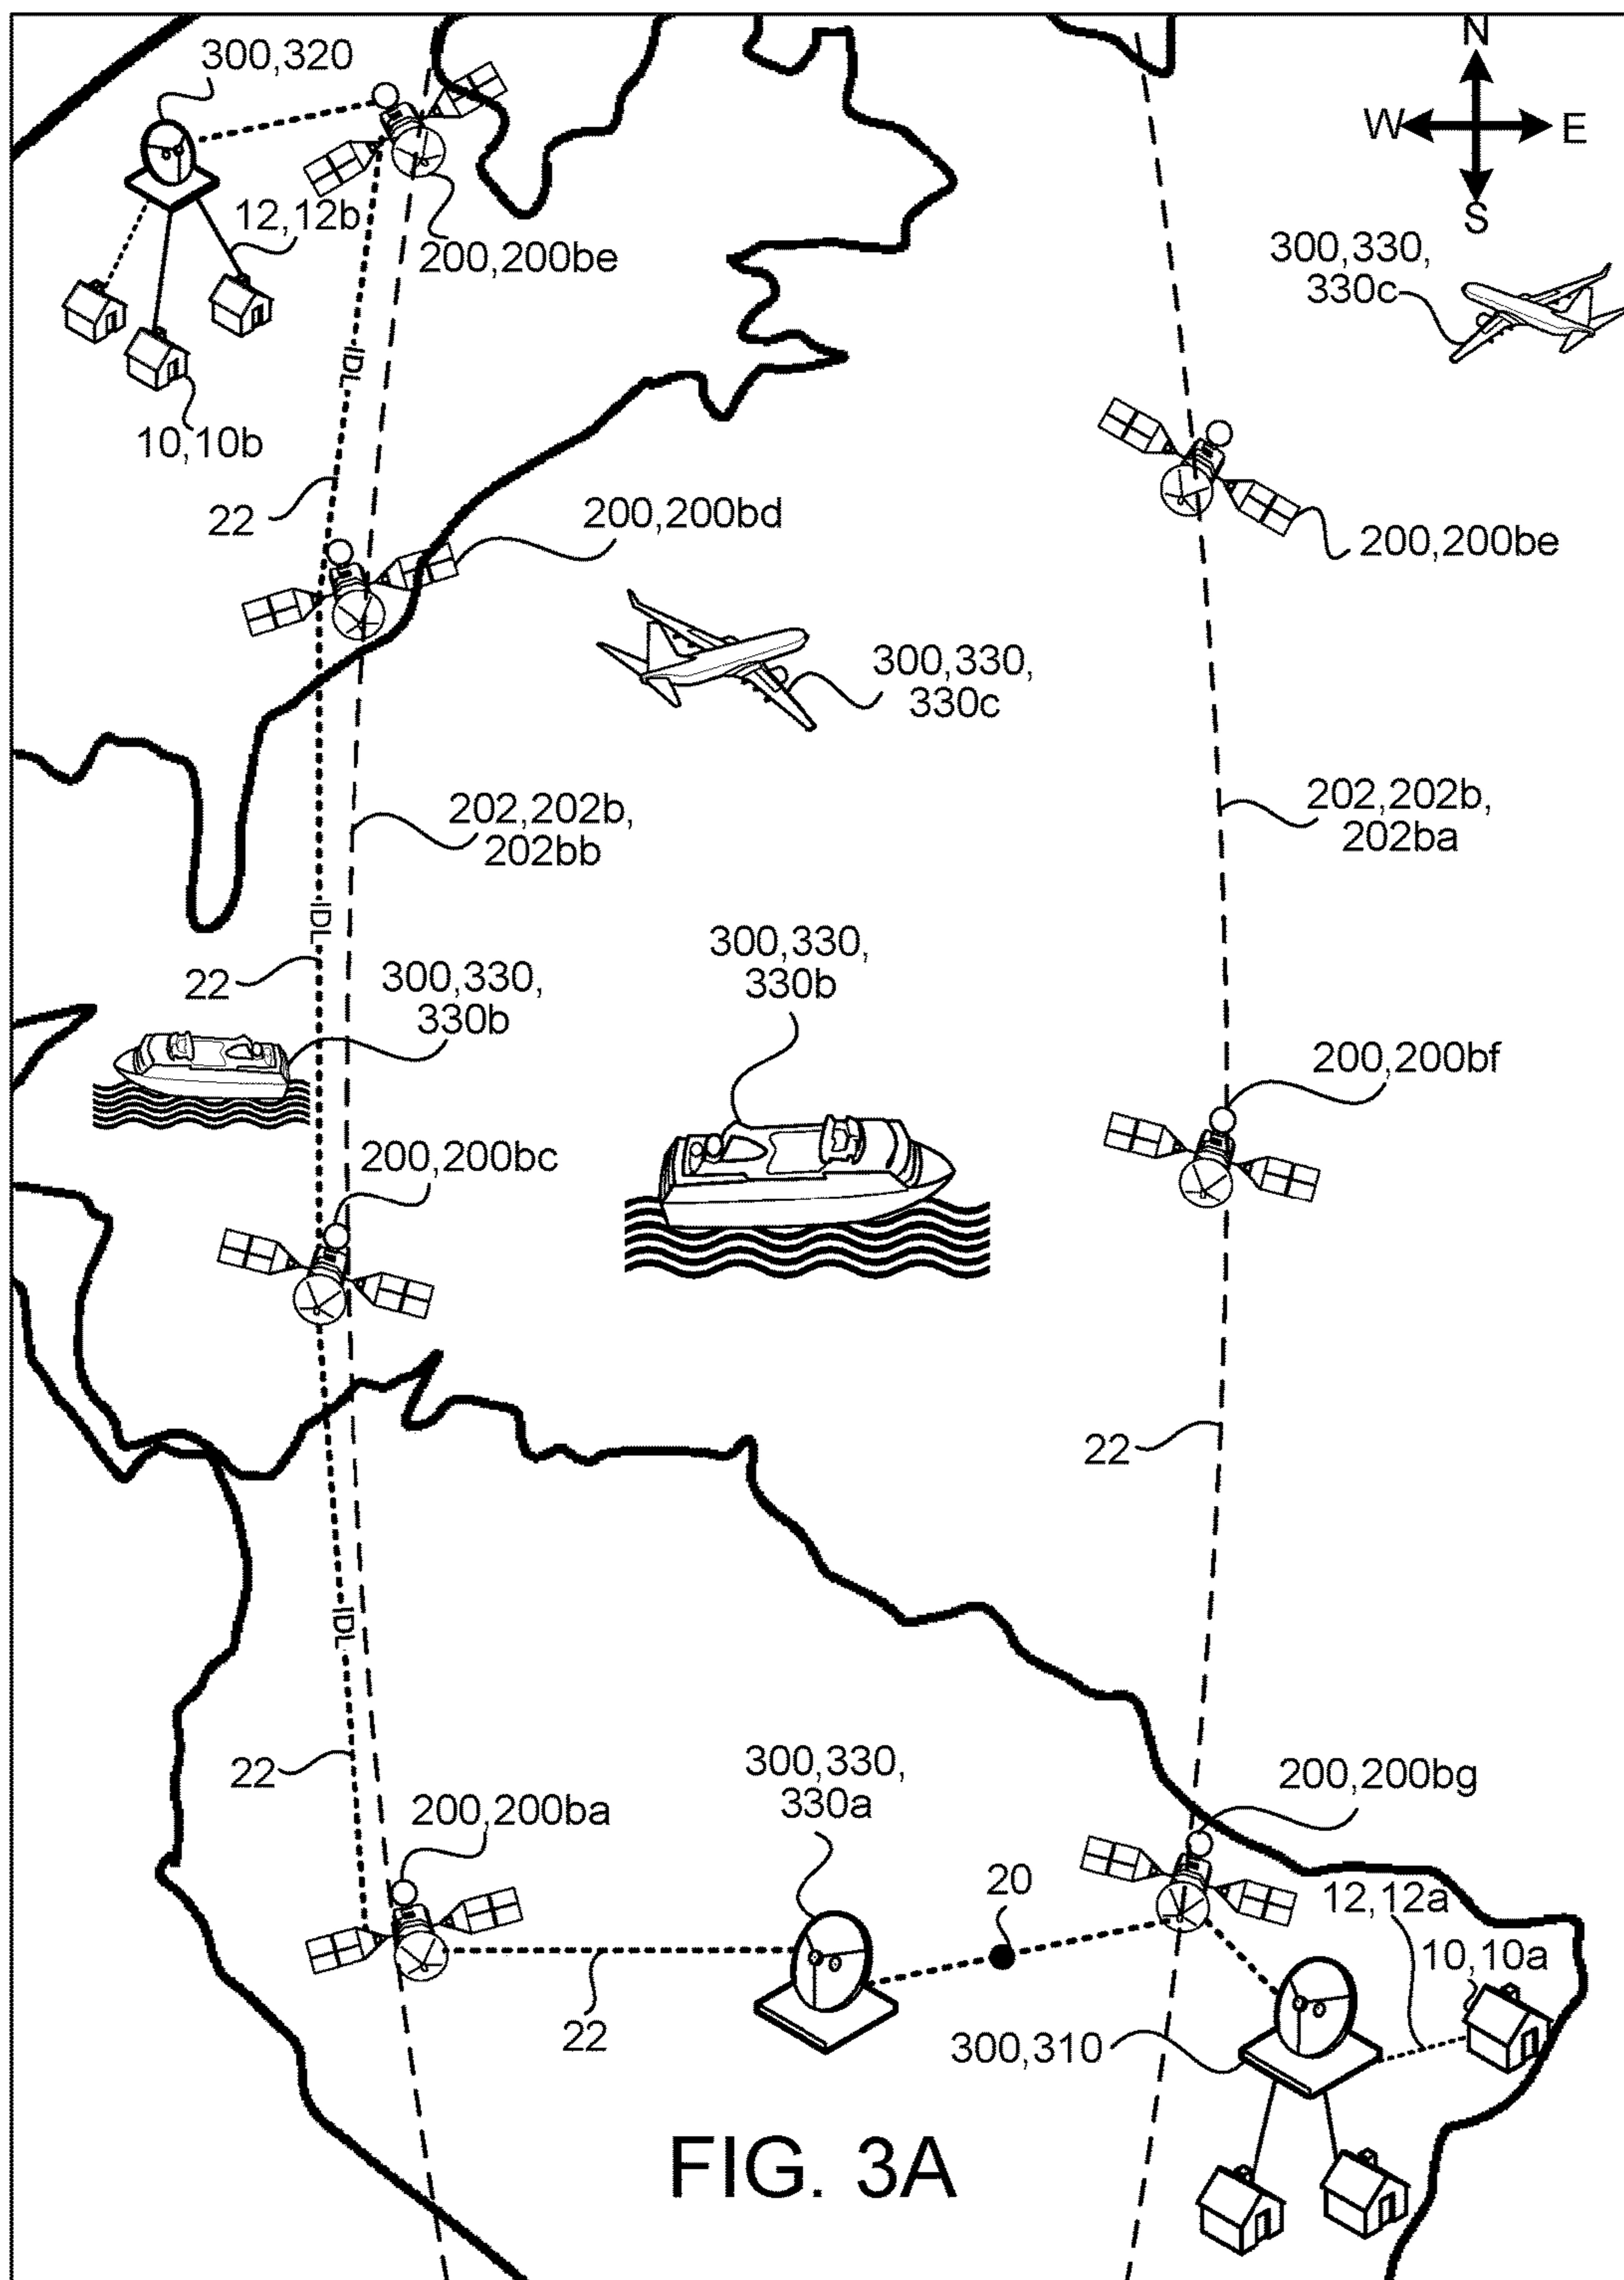 N
300,320
W
E
12,12b
S
200,200be
300,330,
330c
IDL
10,10b
22
200,200bd
200,200be
300,330,
330c
202,202b,
202bb
202,202b,
202ba
IDL
300,330,
330b
22
300,330,
330b
200,200bf
200,200bc
22
IDL
22
300,330,
330a
200,200bg
200,200ba
20
12,12a
10,10a
22
300,310
FIG. 3A